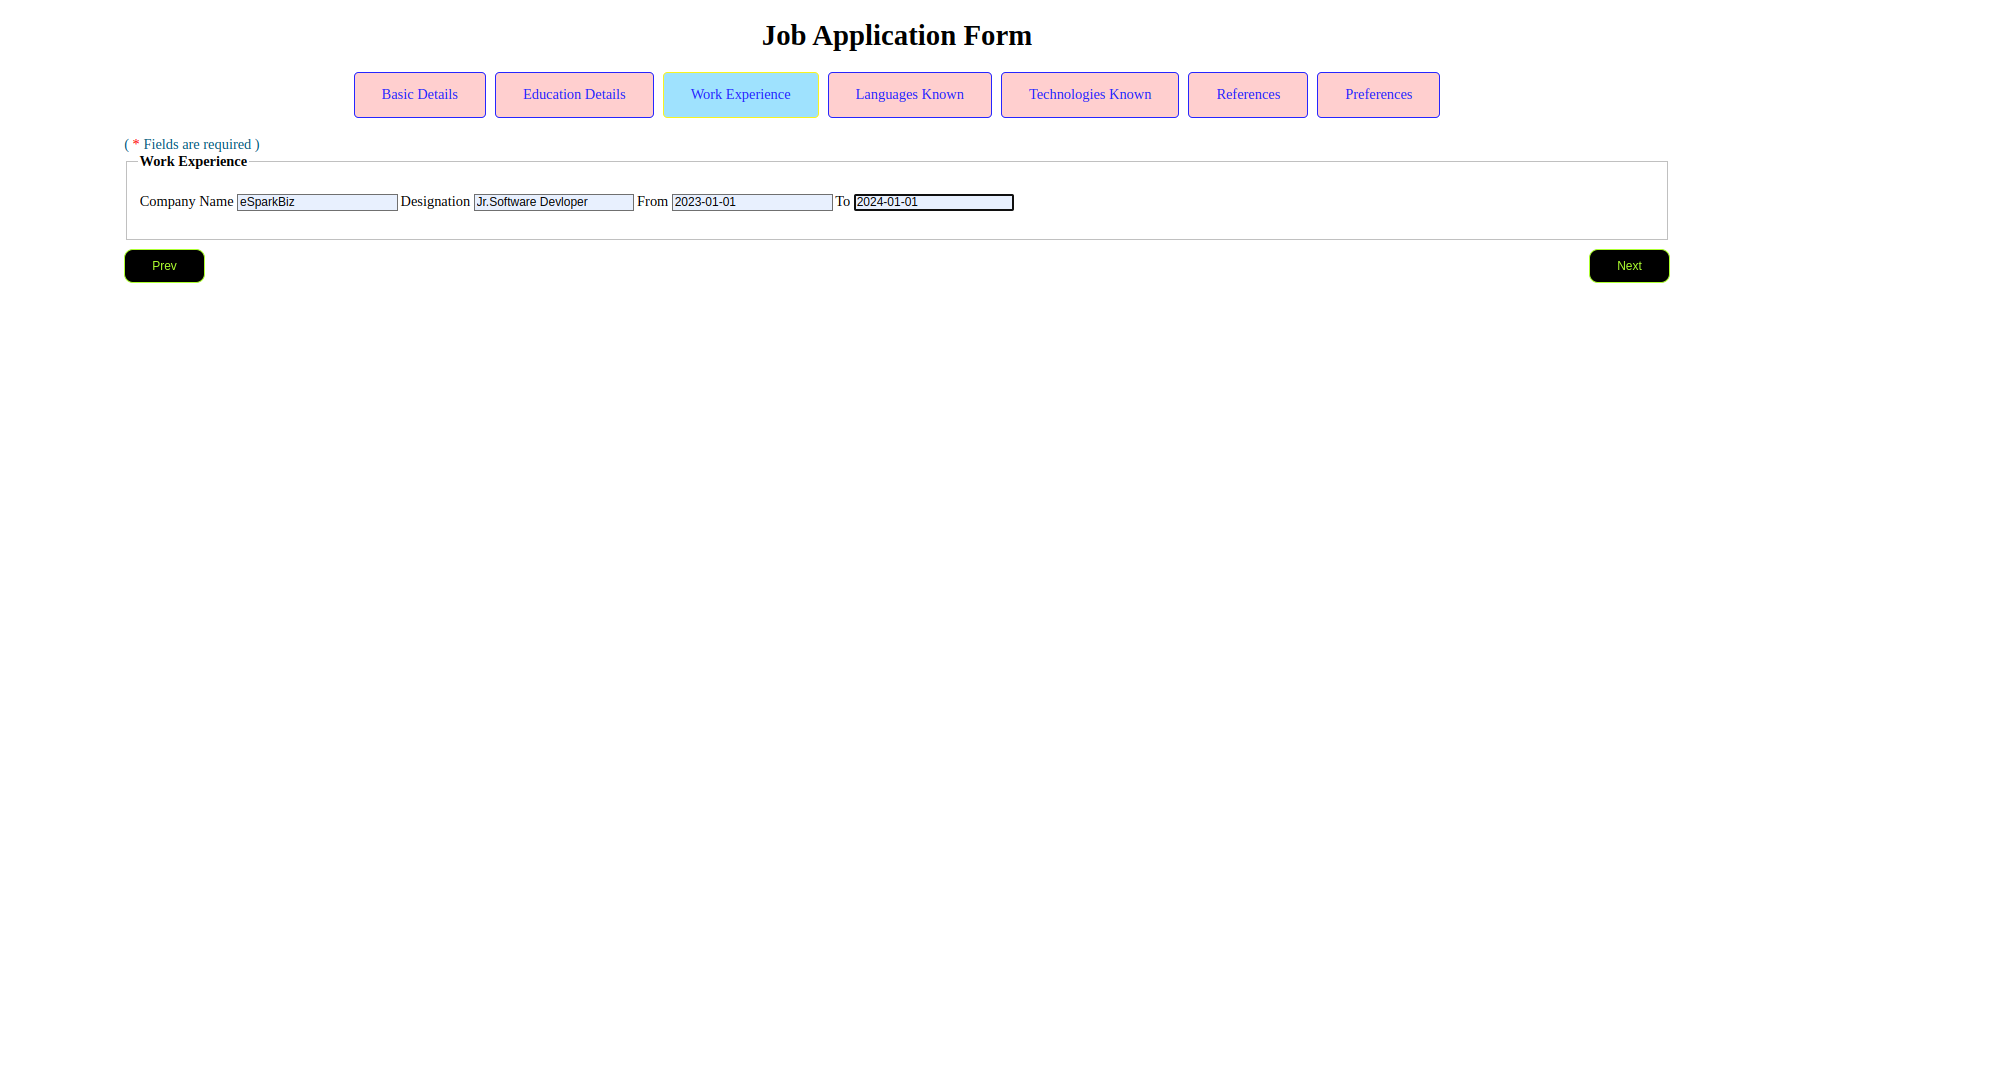 Job Application Form
Basic Details Education Details Work Experience Languages Known Technologies Known References Preferences
( * Fields are required )
Work Experience
Company Name eSparkBiz Designation Jr.Software Devloper From 2023-01-01 To 2024-01-01
Prev Next